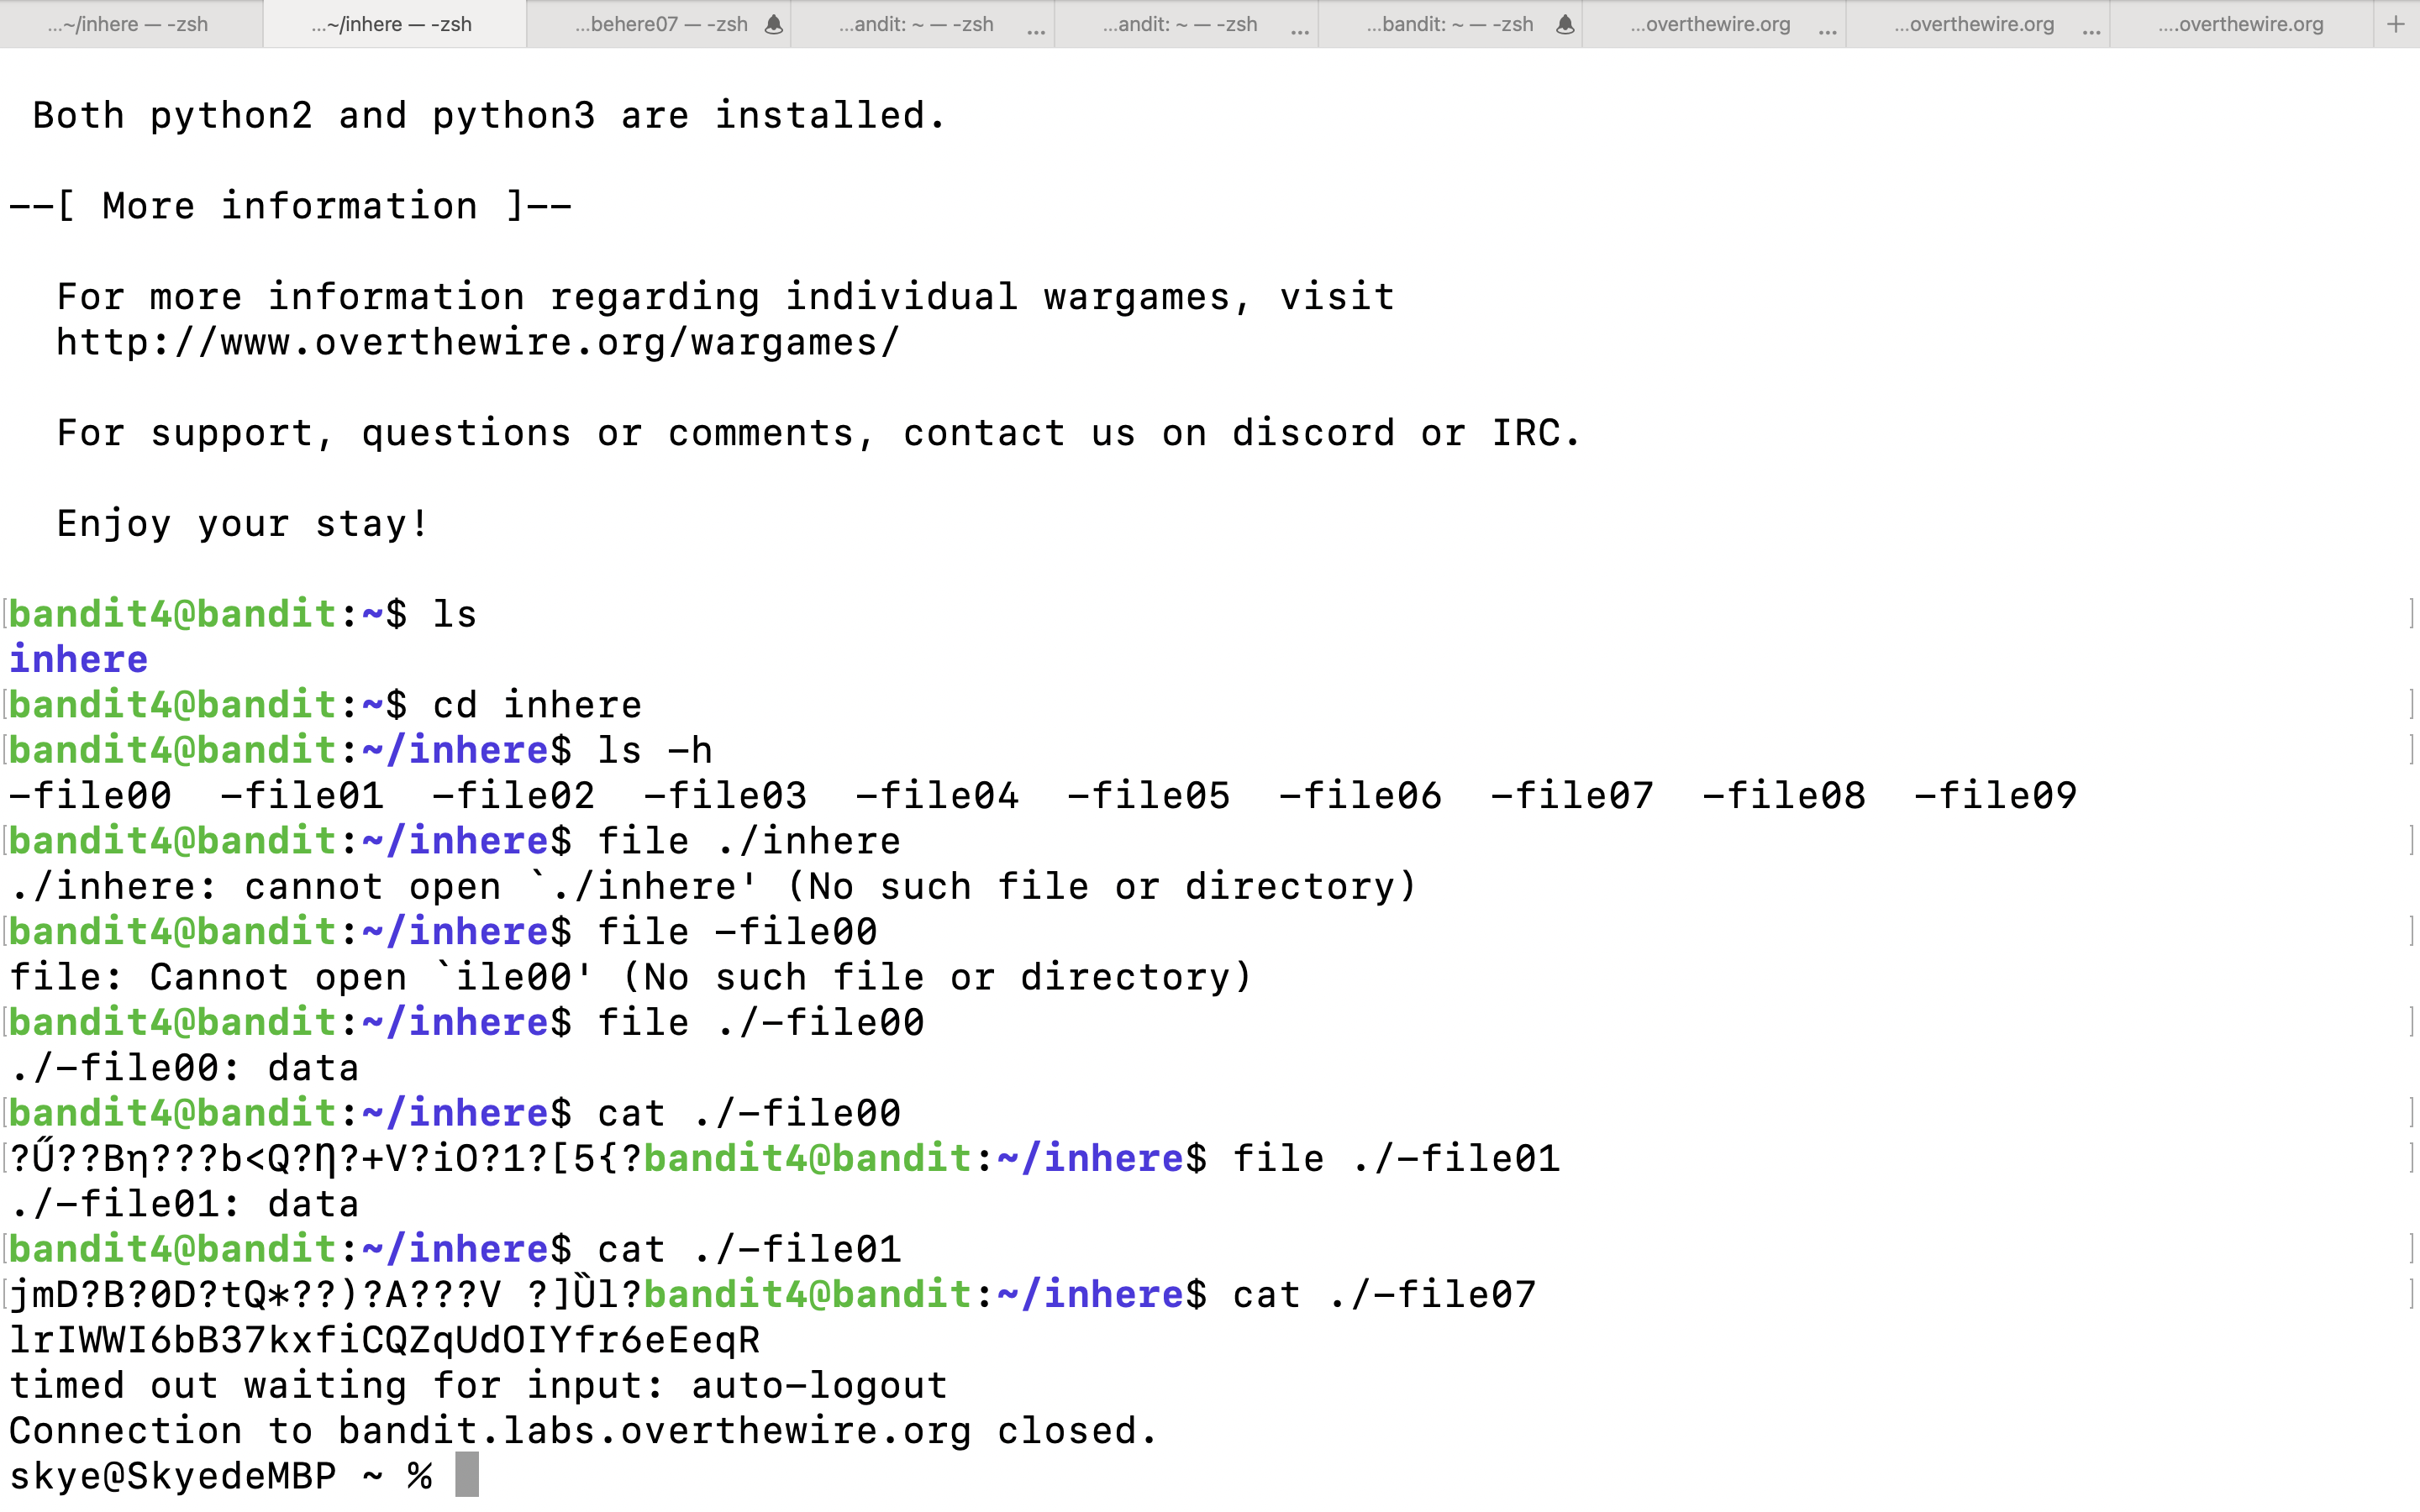 ...~/inhere — -zsh ...~/inhere — -zsh ...behere07 — -zsh ...andit: ~ — -zsh ... ...andit: ~ — -zsh ... ...bandit: ~ — -zsh ...overthewire.org ... ...overthewire.org ... ....overthewire.org +
Both python2 and python3 are installed.
--[ More information ]--
For more information regarding individual wargames, visit
http://www.overthewire.org/wargames/
For support, questions or comments, contact us on discord or IRC.
Enjoy your stay!
[bandit4@bandit:~$ ls ]
inhere
[bandit4@bandit:~$ cd inhere ]
[bandit4@bandit:~/inhere$ ls -h ]
-file00  -file01  -file02  -file03  -file04  -file05  -file06  -file07  -file08  -file09
[bandit4@bandit:~/inhere$ file ./inhere ]
./inhere: cannot open `./inhere' (No such file or directory)
[bandit4@bandit:~/inhere$ file -file00 ]
file: Cannot open `ile00' (No such file or directory)
[bandit4@bandit:~/inhere$ file ./-file00 ]
./-file00: data
[bandit4@bandit:~/inhere$ cat ./-file00 ]
[?Ű??Bη???b<Q?Ƞ?+V?iO?1?[5{?bandit4@bandit:~/inhere$ file ./-file01 ]
./-file01: data
[bandit4@bandit:~/inhere$ cat ./-file01 ]
[jmD?B?0D?tQ*??)?A???V ?]Ȕl?bandit4@bandit:~/inhere$ cat ./-file07 ]
lrIWWI6bB37kxfiCQZqUdOIYfr6eEeqR
timed out waiting for input: auto-logout
Connection to bandit.labs.overthewire.org closed.
skye@SkyedeMBP ~ %